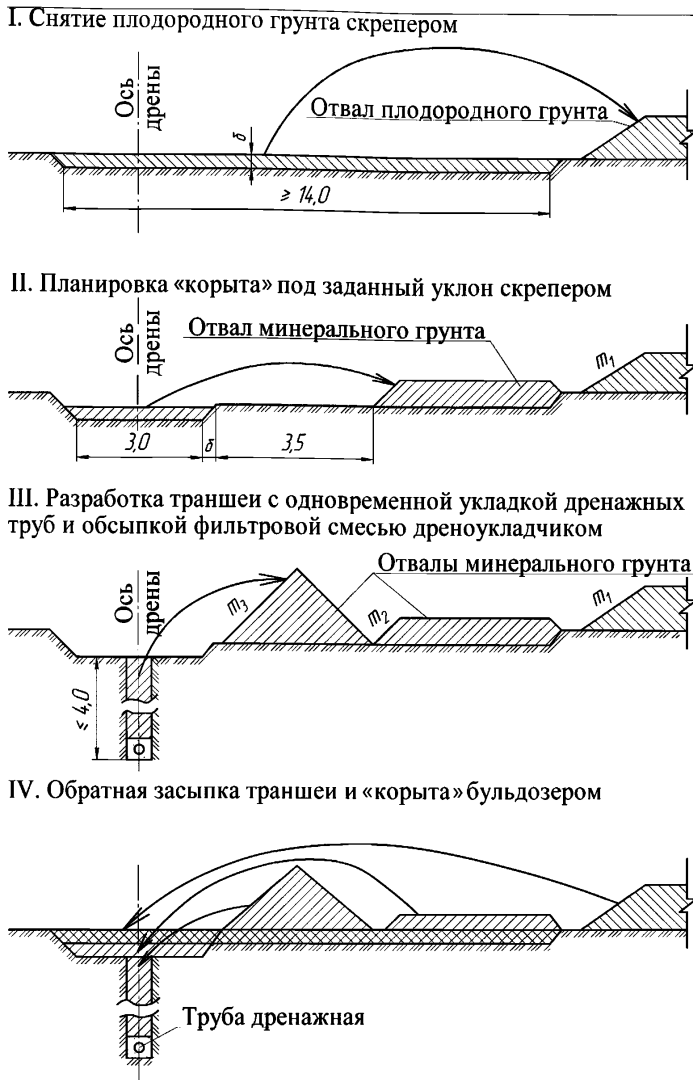 I. Снятие плодородного грунта скрепером
Ось
дрены
Отвал плодородного грунта
δ
≥ 14,0
II. Планировка «корыта» под заданный уклон скрепером
Ось
дрены
Отвал минерального грунта
m₁
3,0
δ
3,5
III. Разработка траншеи с одновременной укладкой дренажных
труб и обсыпкой фильтровой смесью дреноукладчиком
Ось
дрены
Отвалы минерального грунта
m₃
m₂
m₁
≤ 4,0
IV. Обратная засыпка траншеи и «корыта» бульдозером
Труба дренажная